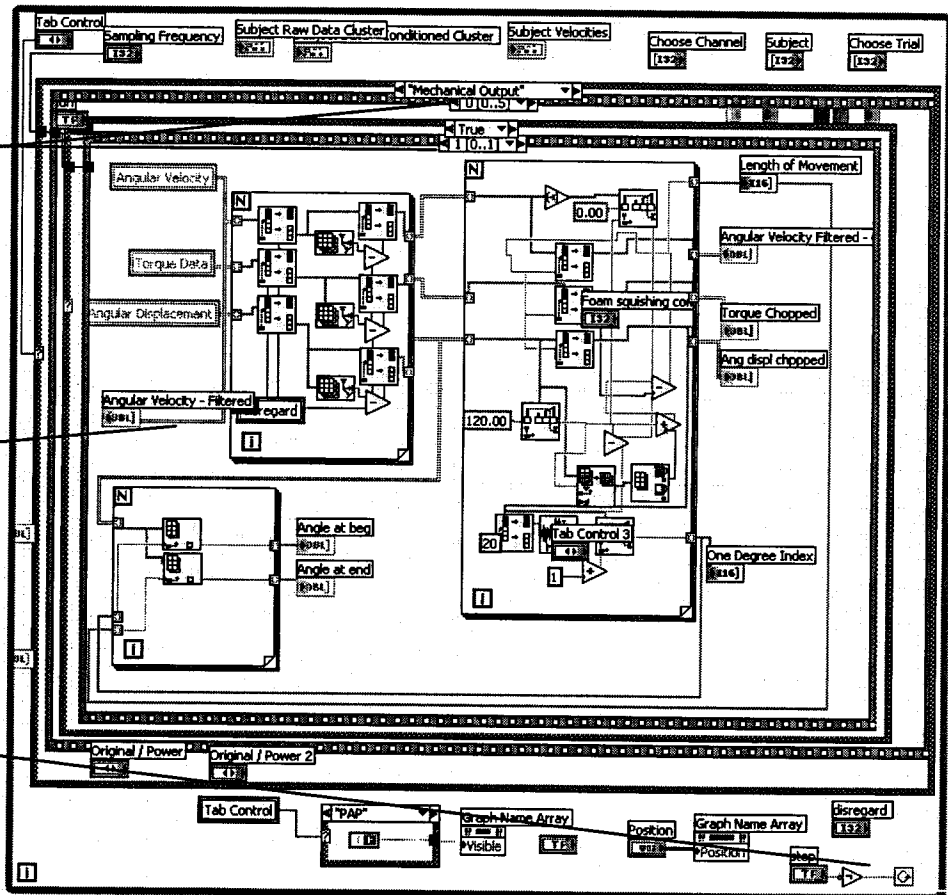 Tab Control
Sampling Frequency
I32
Subject Raw Data Cluster
onditioned Cluster
Subject Velocities
Choose Channel
[I32]
Subject
[I32]
Choose Trial
[I32]
"Mechanical Output"
0 [0..5]
TF
True
1 [0..1]
Angular Velocity
Torque Data
Angular Displacement
Angular Velocity - Filtered
[DBL]
isregard
N
i
N
0.00
Foam squishing con
I32
120.00
20
Tab Control 3
1
i
Length of Movement
[I16]
Angular Velocity Filtered -
[DBL]
Torque Chopped
[DBL]
Ang displ chppped
[DBL]
One Degree Index
[I16]
N
Angle at beg
[DBL]
Angle at end
[DBL]
i
BL]
BL]
Original / Power
Original / Power 2
Tab Control
"PAP"
Graph Name Array
Visible
TF
Position
Graph Name Array
Position
disregard
I32
stop
TF
i